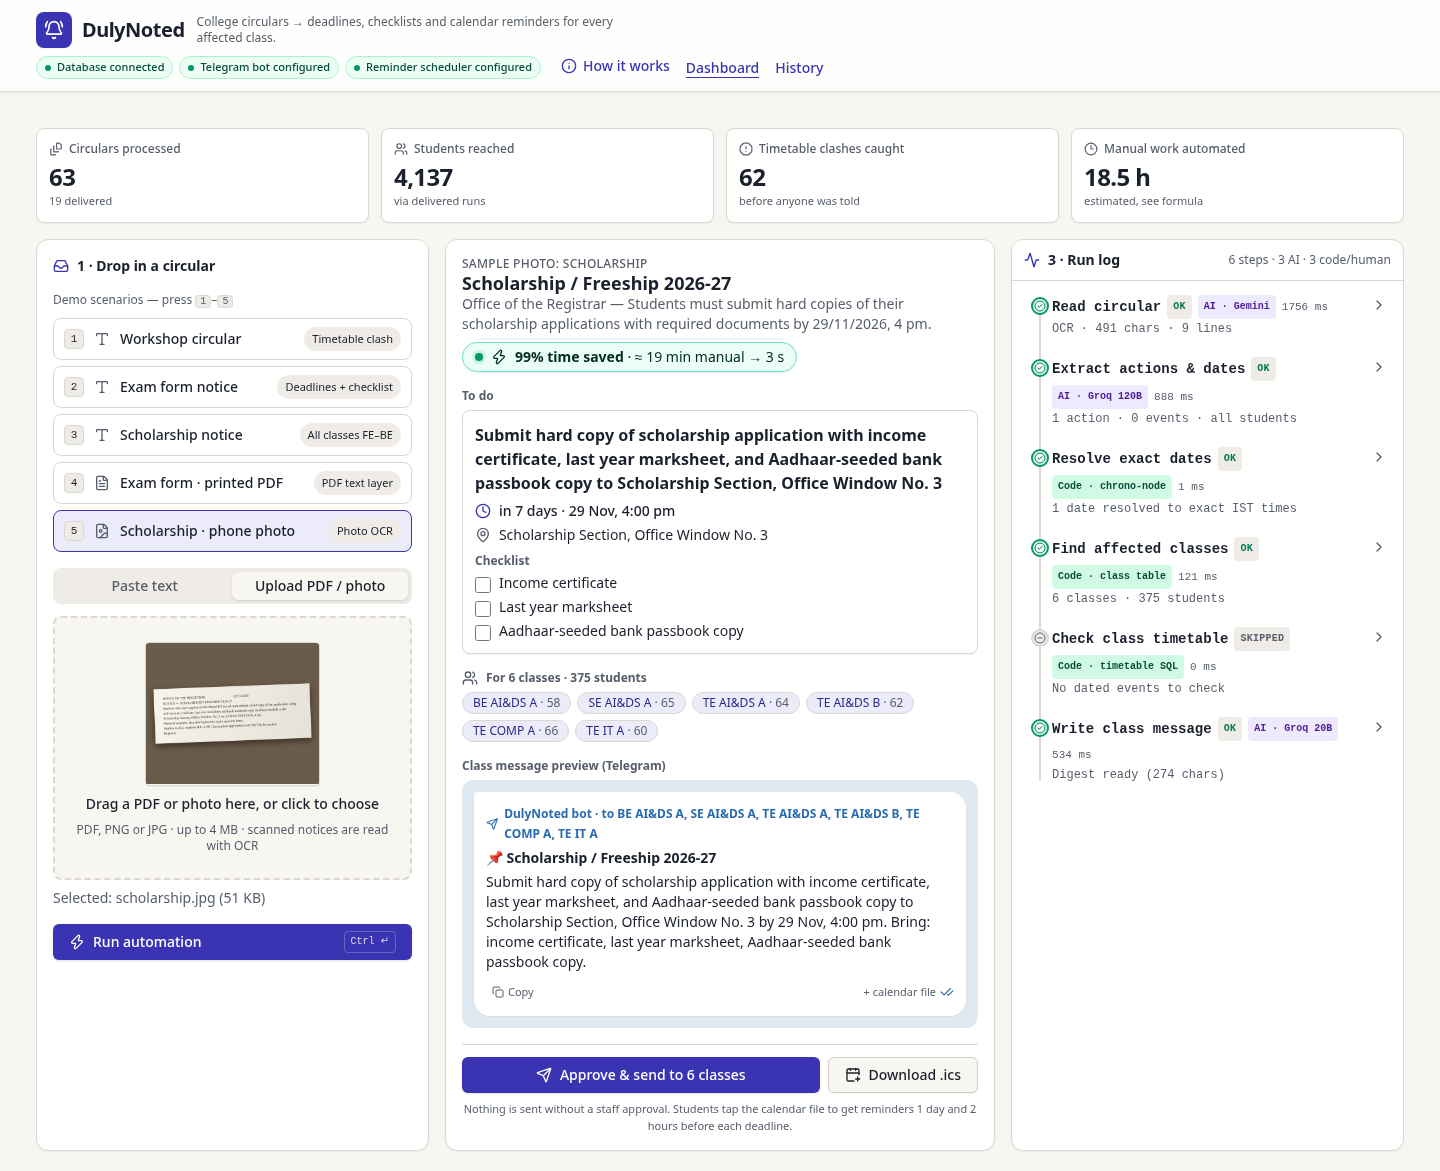 DulyNoted
College circulars → deadlines, checklists and calendar reminders for every
affected class.
Database connected
Telegram bot configured
Reminder scheduler configured
How it works
Dashboard
History
Circulars processed
63
19 delivered
Students reached
4,137
via delivered runs
Timetable clashes caught
62
before anyone was told
Manual work automated
18.5 h
estimated, see formula
1 · Drop in a circular
Demo scenarios — press 1–5
1 Workshop circular Timetable clash
2 Exam form notice Deadlines + checklist
3 Scholarship notice All classes FE–BE
4 Exam form · printed PDF PDF text layer
5 Scholarship · phone photo Photo OCR
Paste text
Upload PDF / photo
Drag a PDF or photo here, or click to choose
PDF, PNG or JPG · up to 4 MB · scanned notices are read
with OCR
Selected: scholarship.jpg (51 KB)
Run automation Ctrl ↵
SAMPLE PHOTO: SCHOLARSHIP
Scholarship / Freeship 2026-27
Office of the Registrar — Students must submit hard copies of their
scholarship applications with required documents by 29/11/2026, 4 pm.
99% time saved · ≈ 19 min manual → 3 s
To do
Submit hard copy of scholarship application with income
certificate, last year marksheet, and Aadhaar-seeded bank
passbook copy to Scholarship Section, Office Window No. 3
in 7 days · 29 Nov, 4:00 pm
Scholarship Section, Office Window No. 3
Checklist
Income certificate
Last year marksheet
Aadhaar-seeded bank passbook copy
For 6 classes · 375 students
BE AI&DS A · 58
SE AI&DS A · 65
TE AI&DS A · 64
TE AI&DS B · 62
TE COMP A · 66
TE IT A · 60
Class message preview (Telegram)
DulyNoted bot · to BE AI&DS A, SE AI&DS A, TE AI&DS A, TE AI&DS B, TE
COMP A, TE IT A
📌 Scholarship / Freeship 2026-27
Submit hard copy of scholarship application with income certificate,
last year marksheet, and Aadhaar-seeded bank passbook copy to
Scholarship Section, Office Window No. 3 by 29 Nov, 4:00 pm. Bring:
income certificate, last year marksheet, Aadhaar-seeded bank
passbook copy.
Copy
+ calendar file
Approve & send to 6 classes
Download .ics
Nothing is sent without a staff approval. Students tap the calendar file to get reminders 1 day and 2
hours before each deadline.
3 · Run log
6 steps · 3 AI · 3 code/human
Read circular OK AI · Gemini 1756 ms
OCR · 491 chars · 9 lines
Extract actions & dates OK
AI · Groq 120B 888 ms
1 action · 0 events · all students
Resolve exact dates OK
Code · chrono-node 1 ms
1 date resolved to exact IST times
Find affected classes OK
Code · class table 121 ms
6 classes · 375 students
Check class timetable SKIPPED
Code · timetable SQL 0 ms
No dated events to check
Write class message OK AI · Groq 20B
534 ms
Digest ready (274 chars)